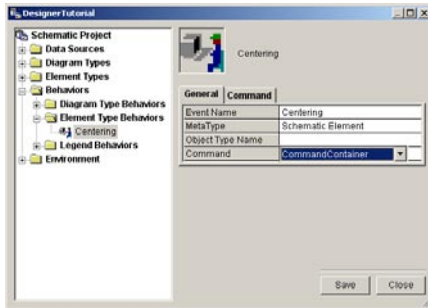 DesignerTutorial
Schematic Project
Data Sources
Diagram Types
Element Types
Behaviors
Diagram Type Behaviors
Element Type Behaviors
Centering
Legend Behaviors
Environment
Centering
General Command
Event Name Centering
MetaType Schematic Element
Object Type Name
Command CommandContainer
Save Close